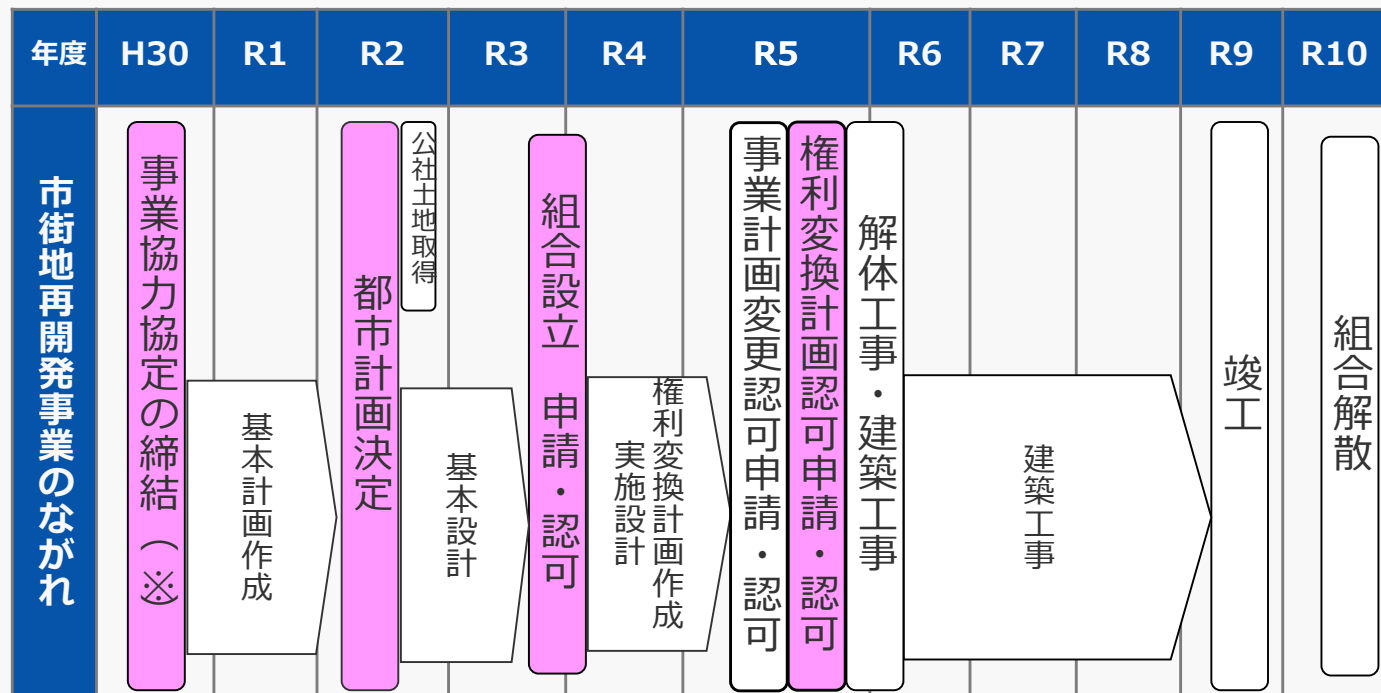 年度
H30
R1
R2
R3
R4
R5
R6
R7
R8
R9
R10
市街地再開発事業のながれ
事業協力協定の締結（※）
基本計画作成
都市計画決定
公社土地取得
基本設計
組合設立　申請・認可
権利変換計画作成
実施設計
事業計画変更認可申請・認可
権利変換計画認可申請・認可
解体工事・建築工事
建築工事
竣工
組合解散